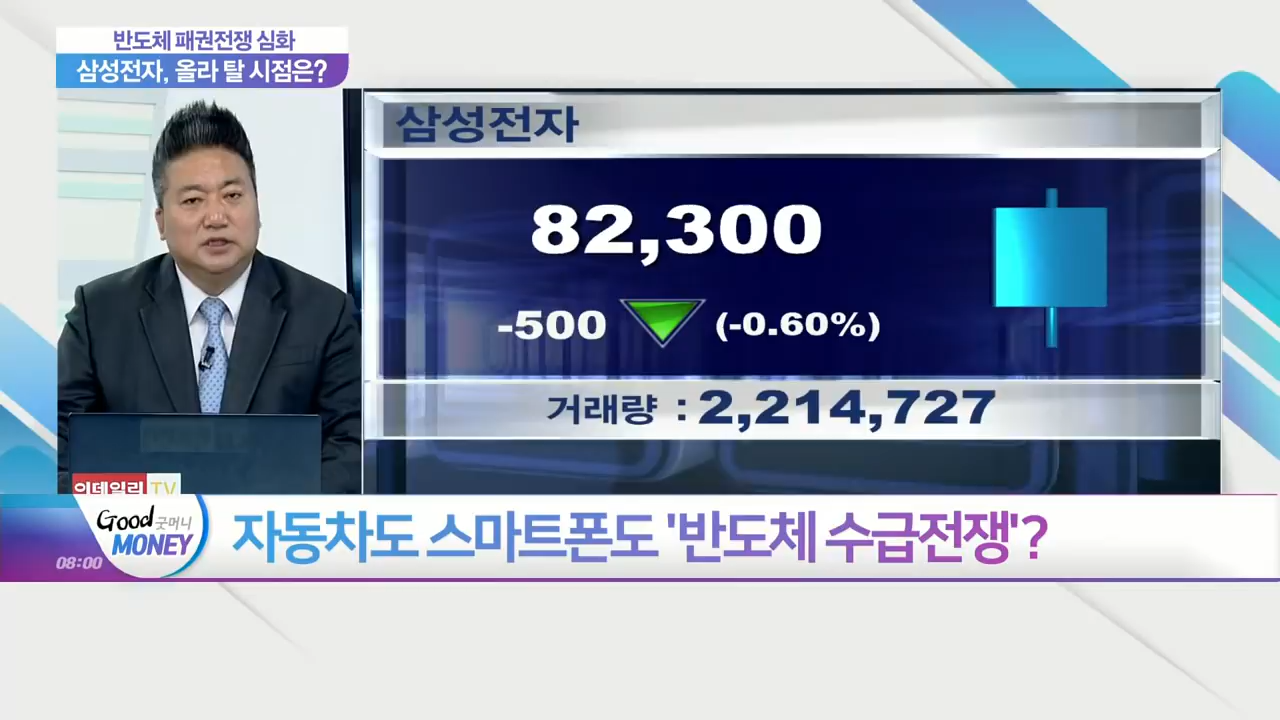 반도체 패권전쟁 심화
삼성전자, 올라 탈 시점은?
삼성전자
82,300
-500 (-0.60%)
거래량 : 2,214,727
이데일리 TV
Good 굿머니
MONEY
08:00
자동차도 스마트폰도 '반도체 수급전쟁'?